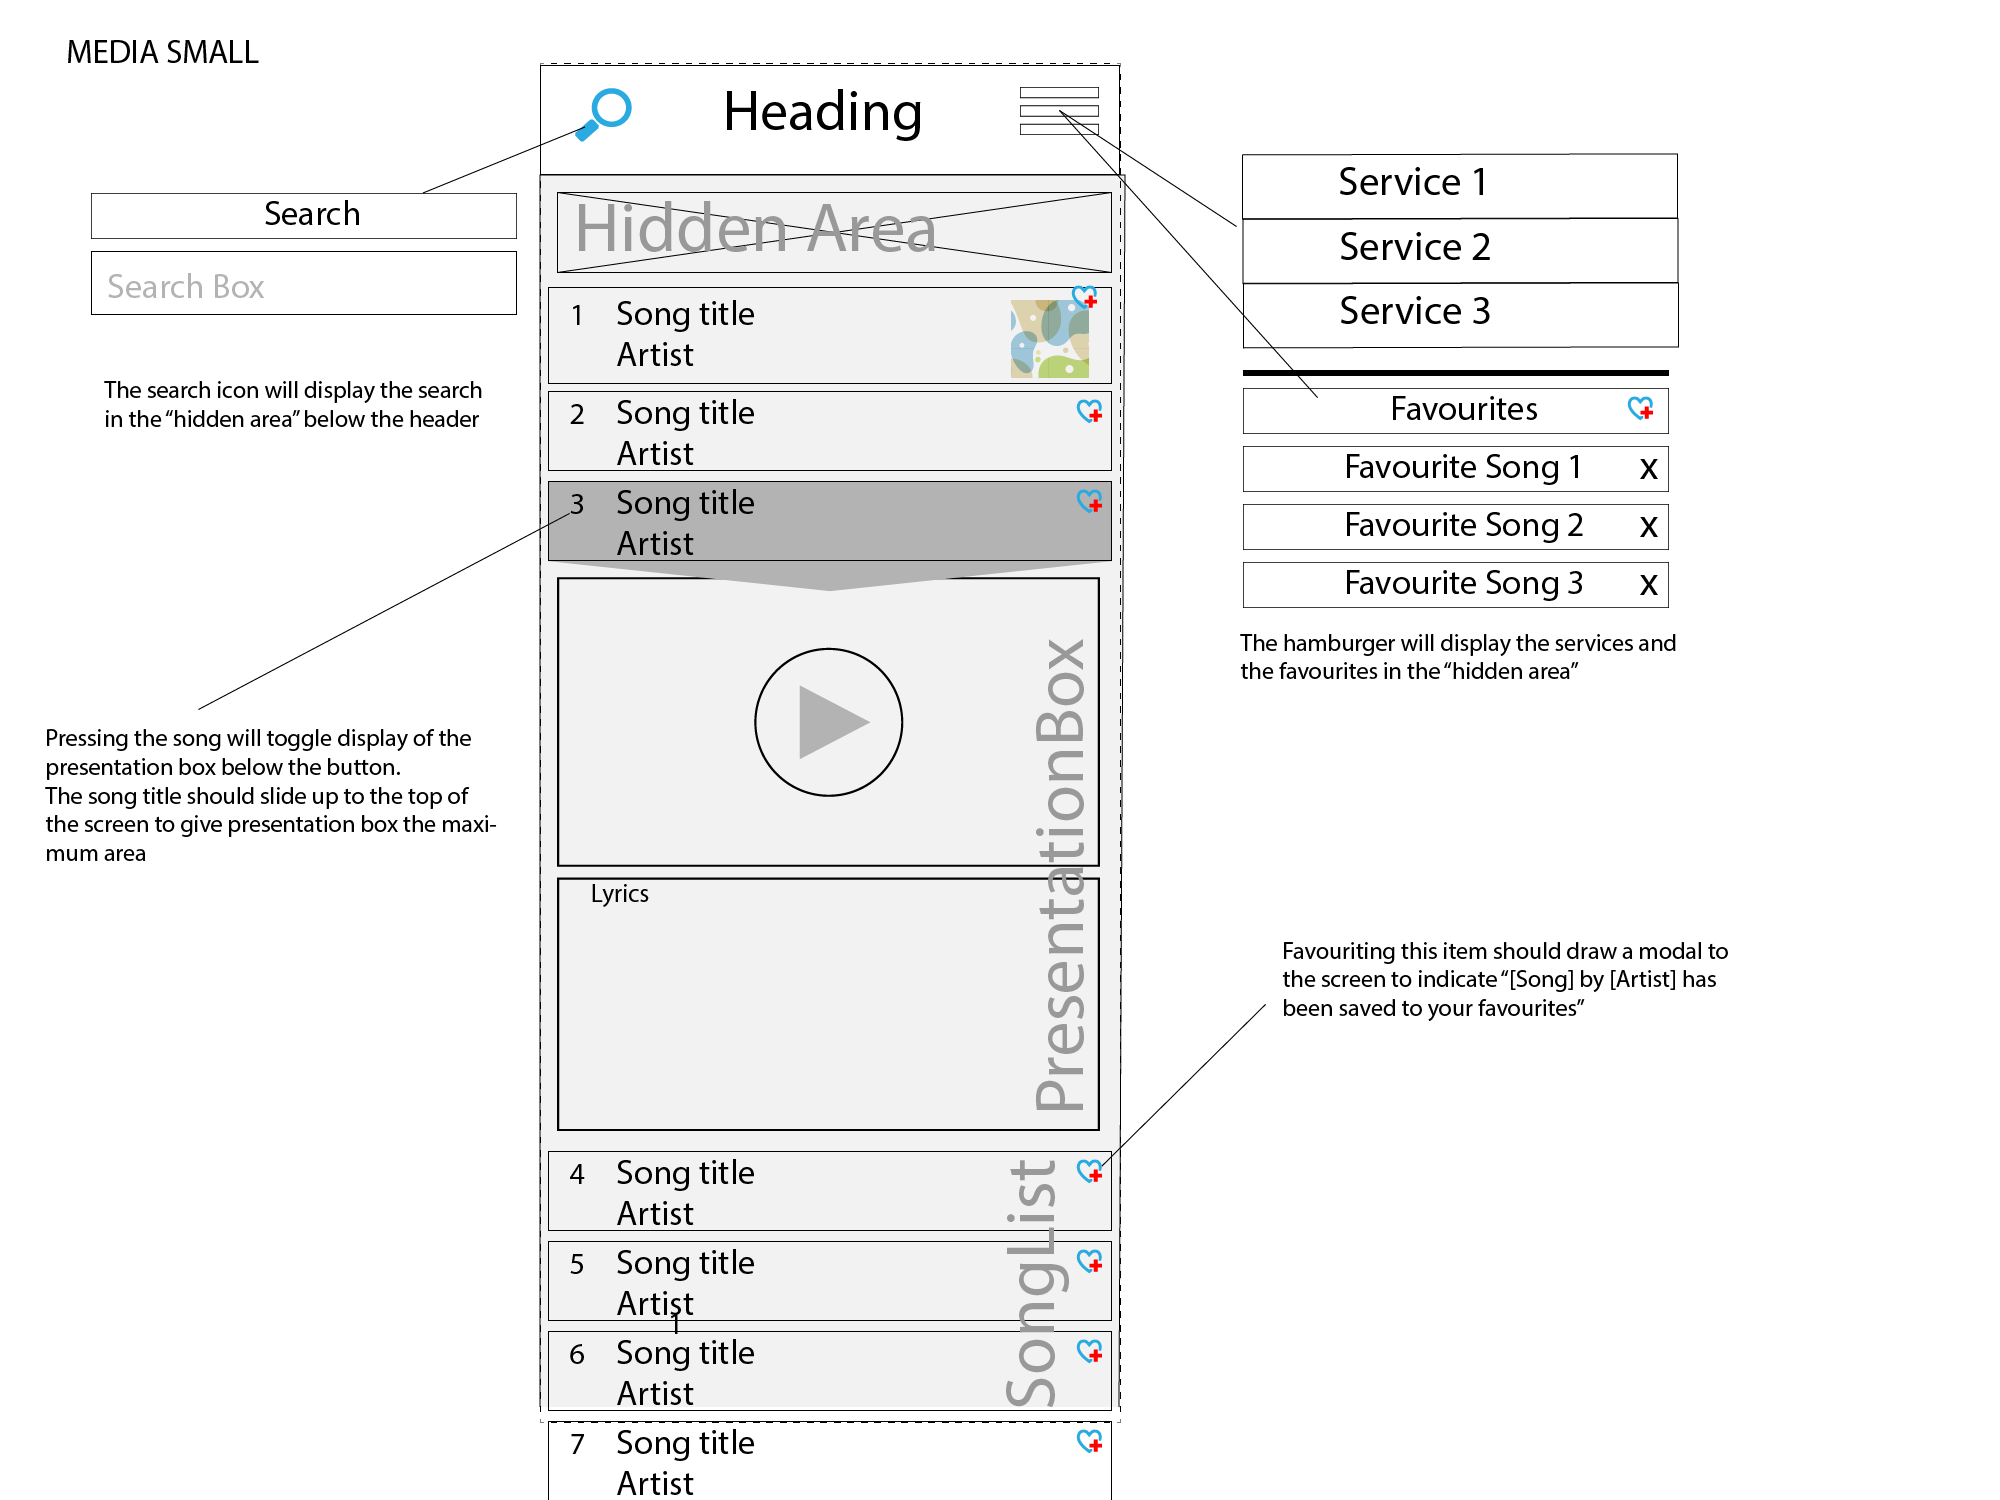 MEDIA SMALL
Heading
Search
Search Box
The search icon will display the search
in the “hidden area” below the header
Hidden Area
1 Song title
Artist
2 Song title
Artist
3 Song title
Artist
Pressing the song will toggle display of the
presentation box below the button.
The song title should slide up to the top of
the screen to give presentation box the maxi-
mum area
PresentationBox
Lyrics
SongList
4 Song title
Artist
5 Song title
Artist
1
6 Song title
Artist
7 Song title
Artist
Service 1
Service 2
Service 3
Favourites
Favourite Song 1 X
Favourite Song 2 X
Favourite Song 3 X
The hamburger will display the services and
the favourites in the “hidden area”
Favouriting this item should draw a modal to
the screen to indicate “[Song] by [Artist] has
been saved to your favourites”